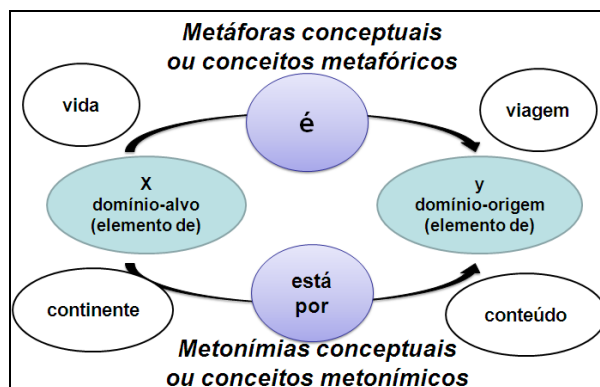 Metáforas conceptuais
ou conceitos metafóricos
vida
é
viagem
X
domínio-alvo
(elemento de)
y
domínio-origem
(elemento de)
continente
está
por
conteúdo
Metonímias conceptuais
ou conceitos metonímicos